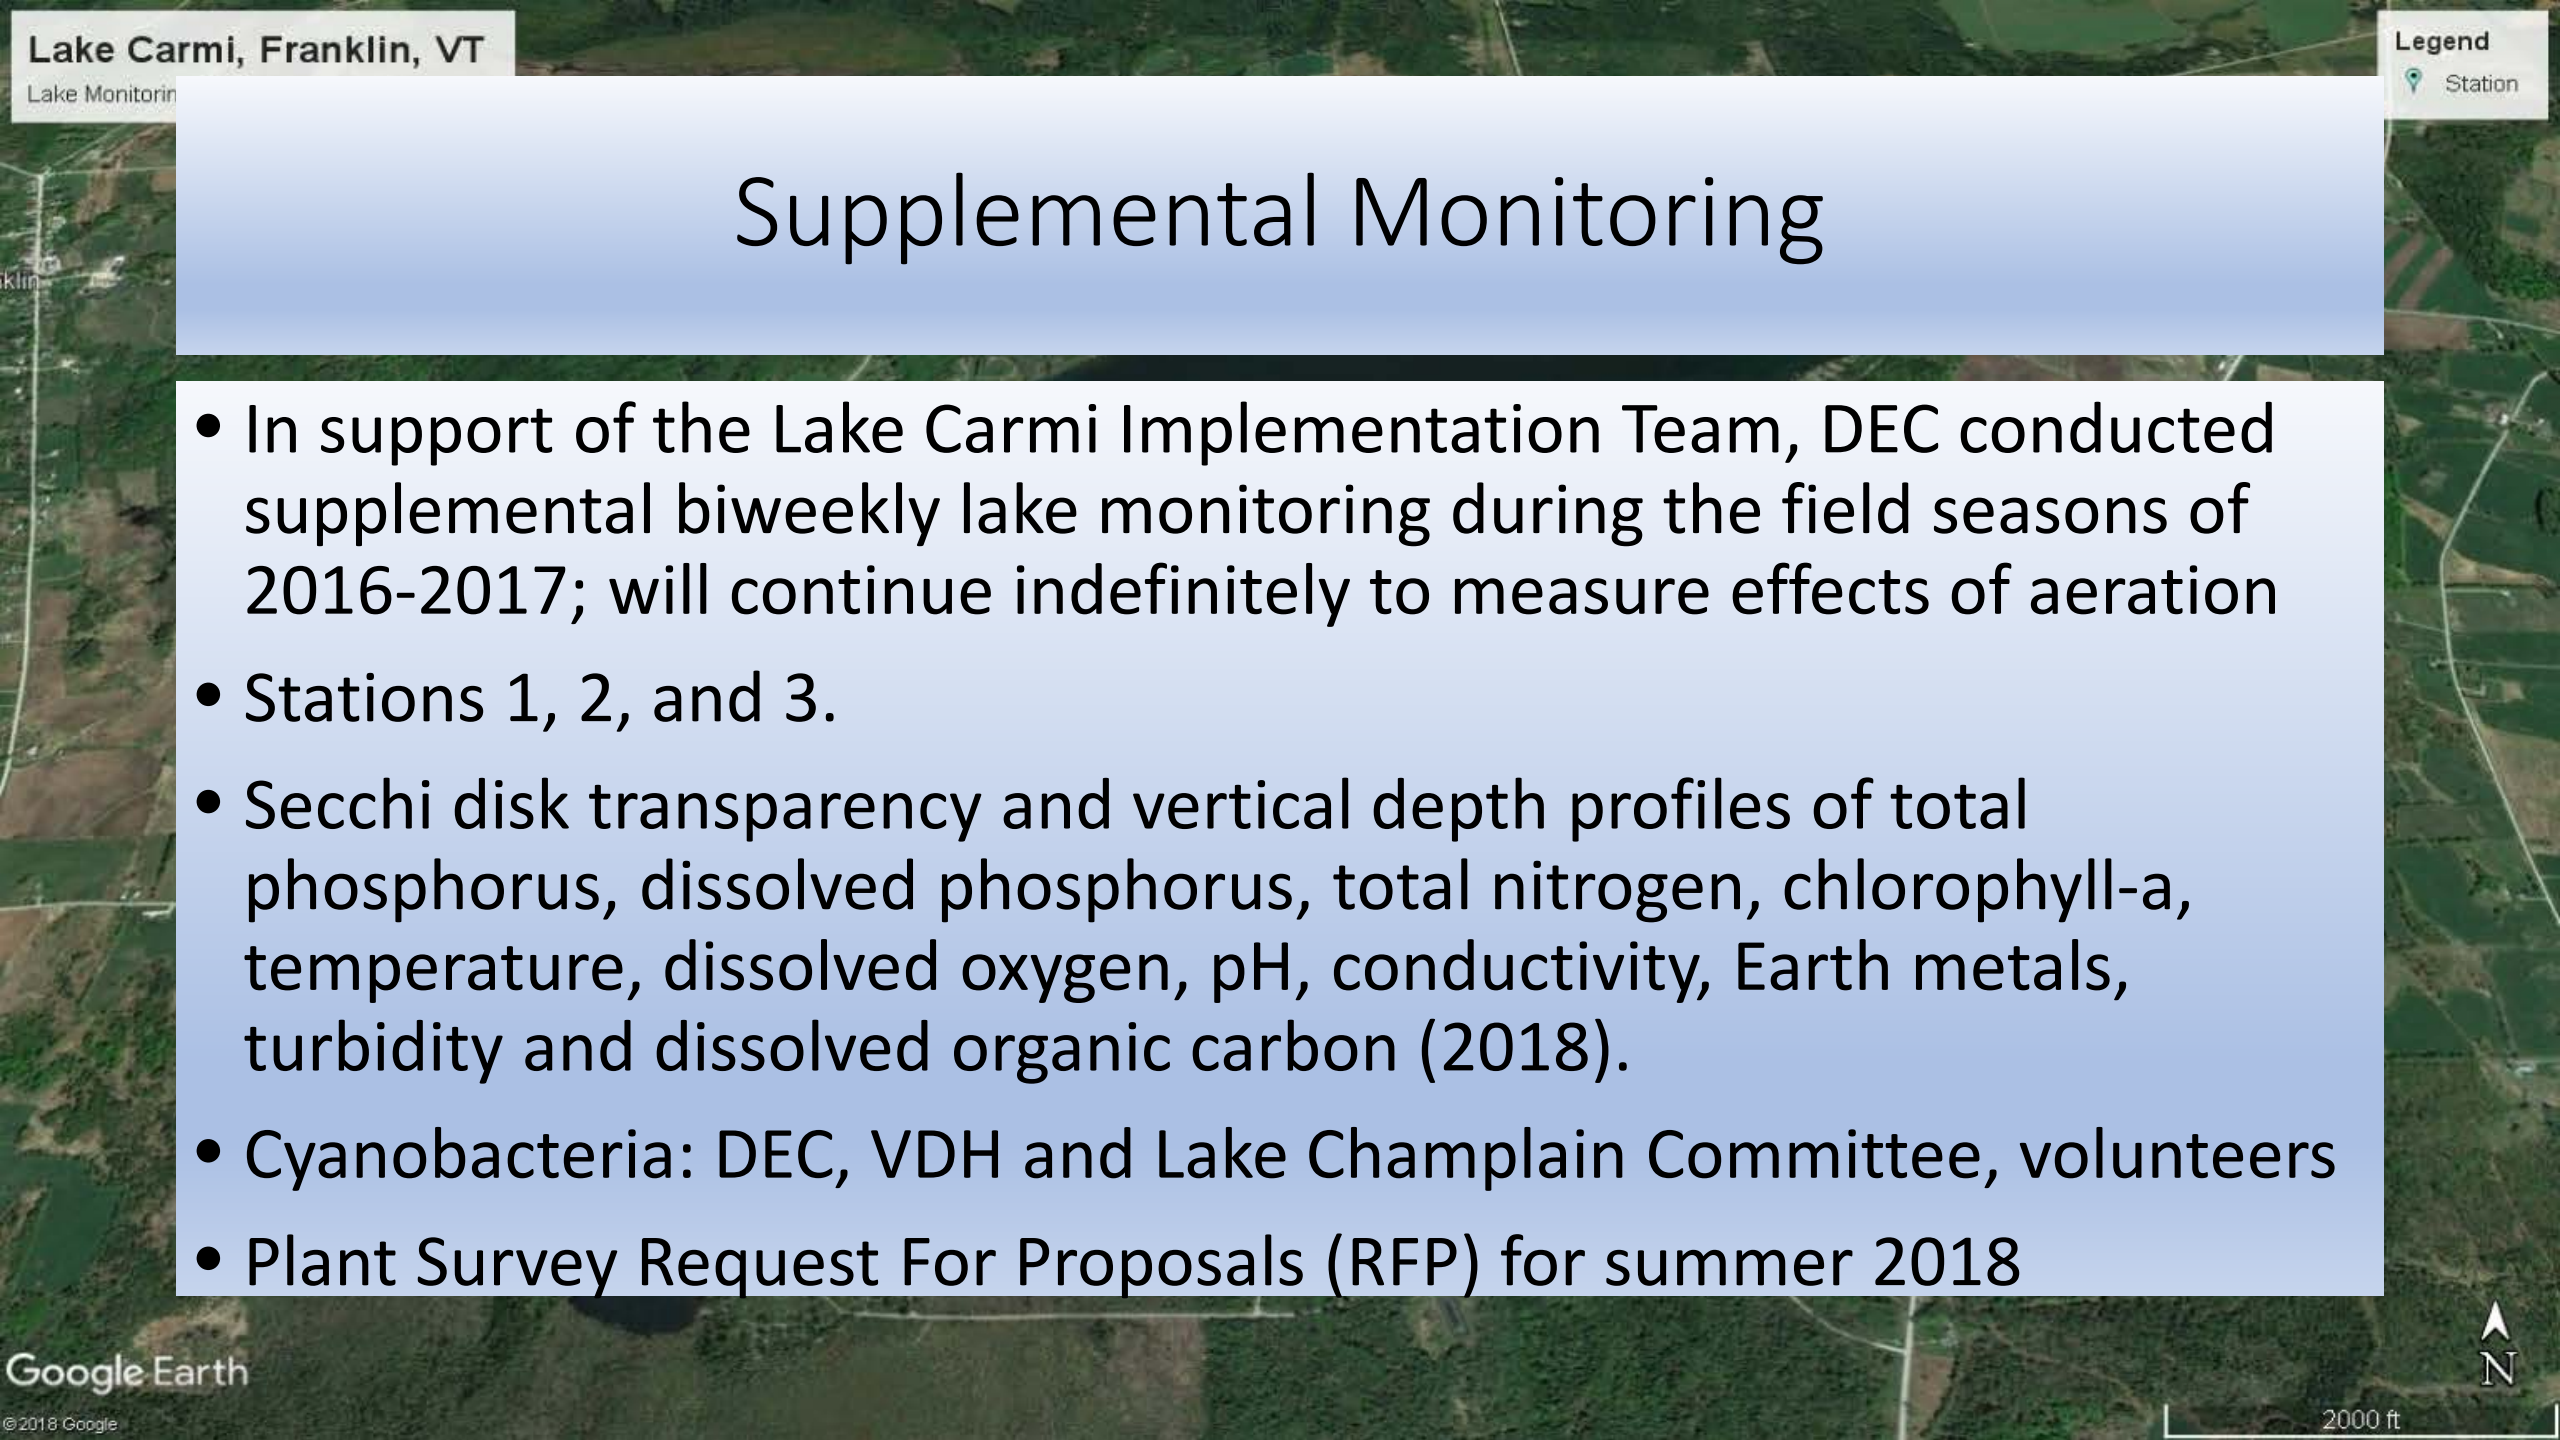 Lake Carmi, Franklin, VT
Lake Monitorin
Legend
Station
Supplemental Monitoring
klin
• In support of the Lake Carmi Implementation Team, DEC conducted
supplemental biweekly lake monitoring during the field seasons of
2016-2017; will continue indefinitely to measure effects of aeration
• Stations 1, 2, and 3.
• Secchi disk transparency and vertical depth profiles of total
phosphorus, dissolved phosphorus, total nitrogen, chlorophyll-a,
temperature, dissolved oxygen, pH, conductivity, Earth metals,
turbidity and dissolved organic carbon (2018).
• Cyanobacteria: DEC, VDH and Lake Champlain Committee, volunteers
• Plant Survey Request For Proposals (RFP) for summer 2018
Google Earth
©2018 Google
N
2000 ft